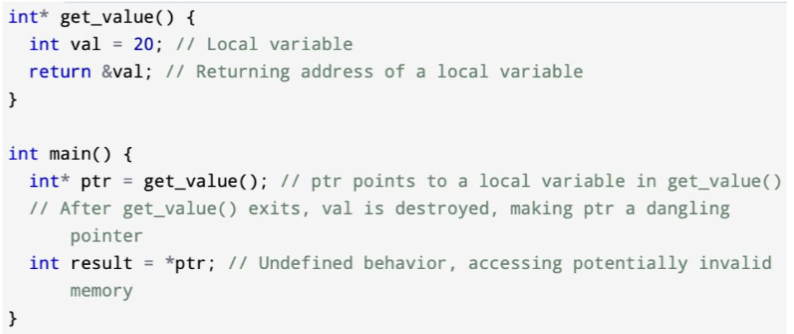 int* get_value() {
int val = 20; // Local variable
return &val; // Returning address of a local variable
}
int main() {
int* ptr = get_value(); // ptr points to a local variable in get_value()
// After get_value() exits, val is destroyed, making ptr a dangling
pointer
int result = *ptr; // Undefined behavior, accessing potentially invalid
memory
}